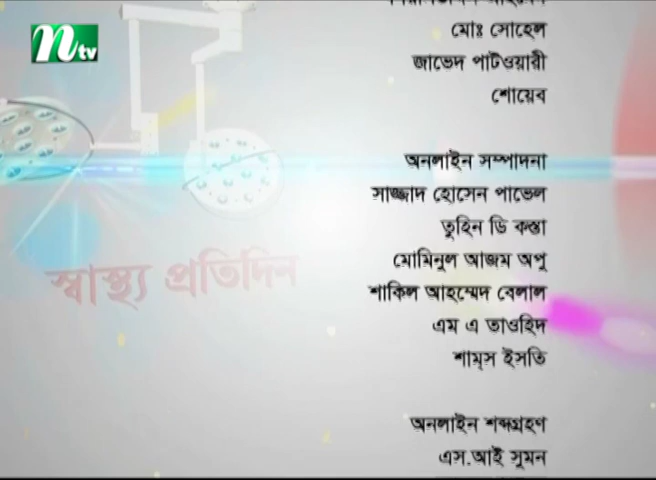 ntv
মোঃ সোহেল
জাভেদ পাটওয়ারী
শোয়েব
অনলাইন সম্পাদনা
সাজ্জাদ হোসেন পাভেল
তুহিন ডি কস্তা
মোমিনুল আজম অপু
শাকিল আহম্মেদ বেলাল
এম এ তাওহিদ
শামৃস ইসতি
অনলাইন শব্দগ্রহণ
এস.আই সুমন
স্বাস্থ্য প্রতিদিন